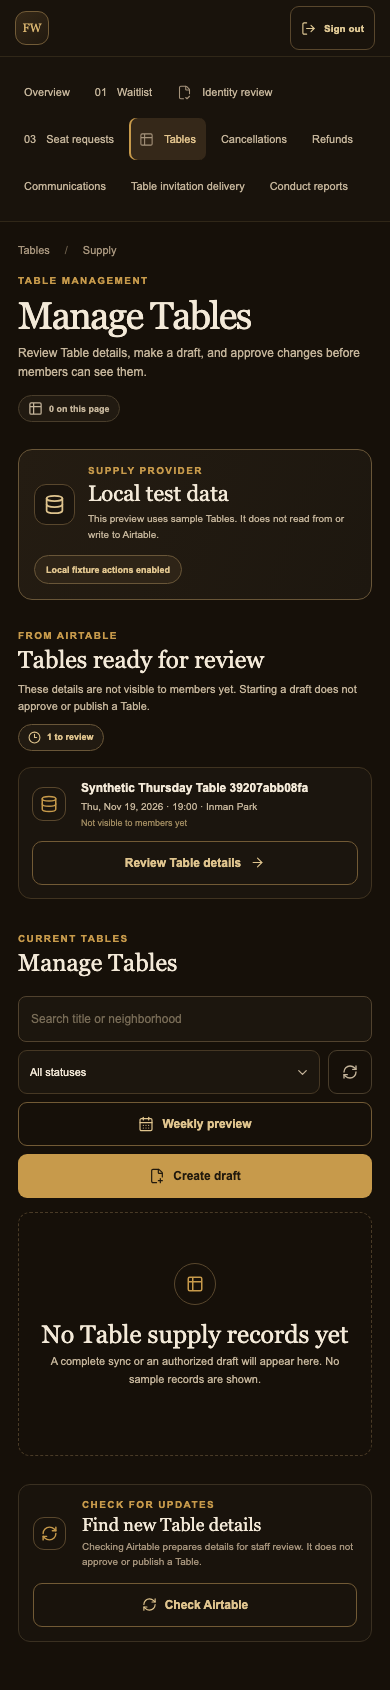 FW
Sign out
Overview
01 Waitlist
Identity review
03 Seat requests
Tables
Cancellations
Refunds
Communications
Table invitation delivery
Conduct reports
Tables / Supply
TABLE MANAGEMENT
Manage Tables
Review Table details, make a draft, and approve changes before
members can see them.
0 on this page
SUPPLY PROVIDER
Local test data
This preview uses sample Tables. It does not read from or
write to Airtable.
Local fixture actions enabled
FROM AIRTABLE
Tables ready for review
These details are not visible to members yet. Starting a draft does not
approve or publish a Table.
1 to review
Synthetic Thursday Table 39207abb08fa
Thu, Nov 19, 2026 · 19:00 · Inman Park
Not visible to members yet
Review Table details
CURRENT TABLES
Manage Tables
Search title or neighborhood
All statuses
Weekly preview
Create draft
No Table supply records yet
A complete sync or an authorized draft will appear here. No
sample records are shown.
CHECK FOR UPDATES
Find new Table details
Checking Airtable prepares details for staff review. It does not
approve or publish a Table.
Check Airtable